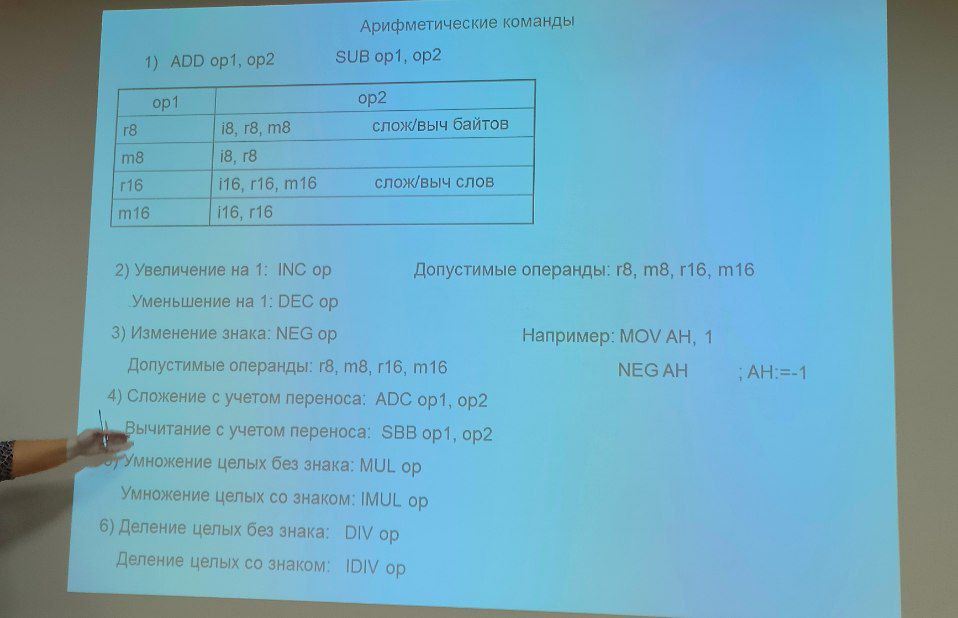 Арифметические команды
1) ADD op1, op2 SUB op1, op2
op1 op2
r8 i8, r8, m8 слож/выч байтов
m8 i8, r8
r16 i16, r16, m16 слож/выч слов
m16 i16, r16
2) Увеличение на 1: INC op Допустимые операнды: r8, m8, r16, m16
Уменьшение на 1: DEC op
3) Изменение знака: NEG op Например: MOV AH, 1
Допустимые операнды: r8, m8, r16, m16 NEG AH ; AH:=-1
4) Сложение с учетом переноса: ADC op1, op2
Вычитание с учетом переноса: SBB op1, op2
5) Умножение целых без знака: MUL op
Умножение целых со знаком: IMUL op
6) Деление целых без знака: DIV op
Деление целых со знаком: IDIV op